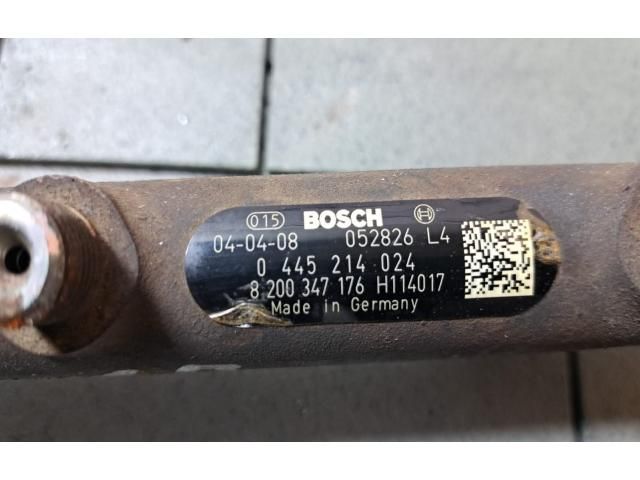 015 BOSCH
04-04-08 052826 L4
0 445 214 024
8 200 347 176 H114017
Made in Germany